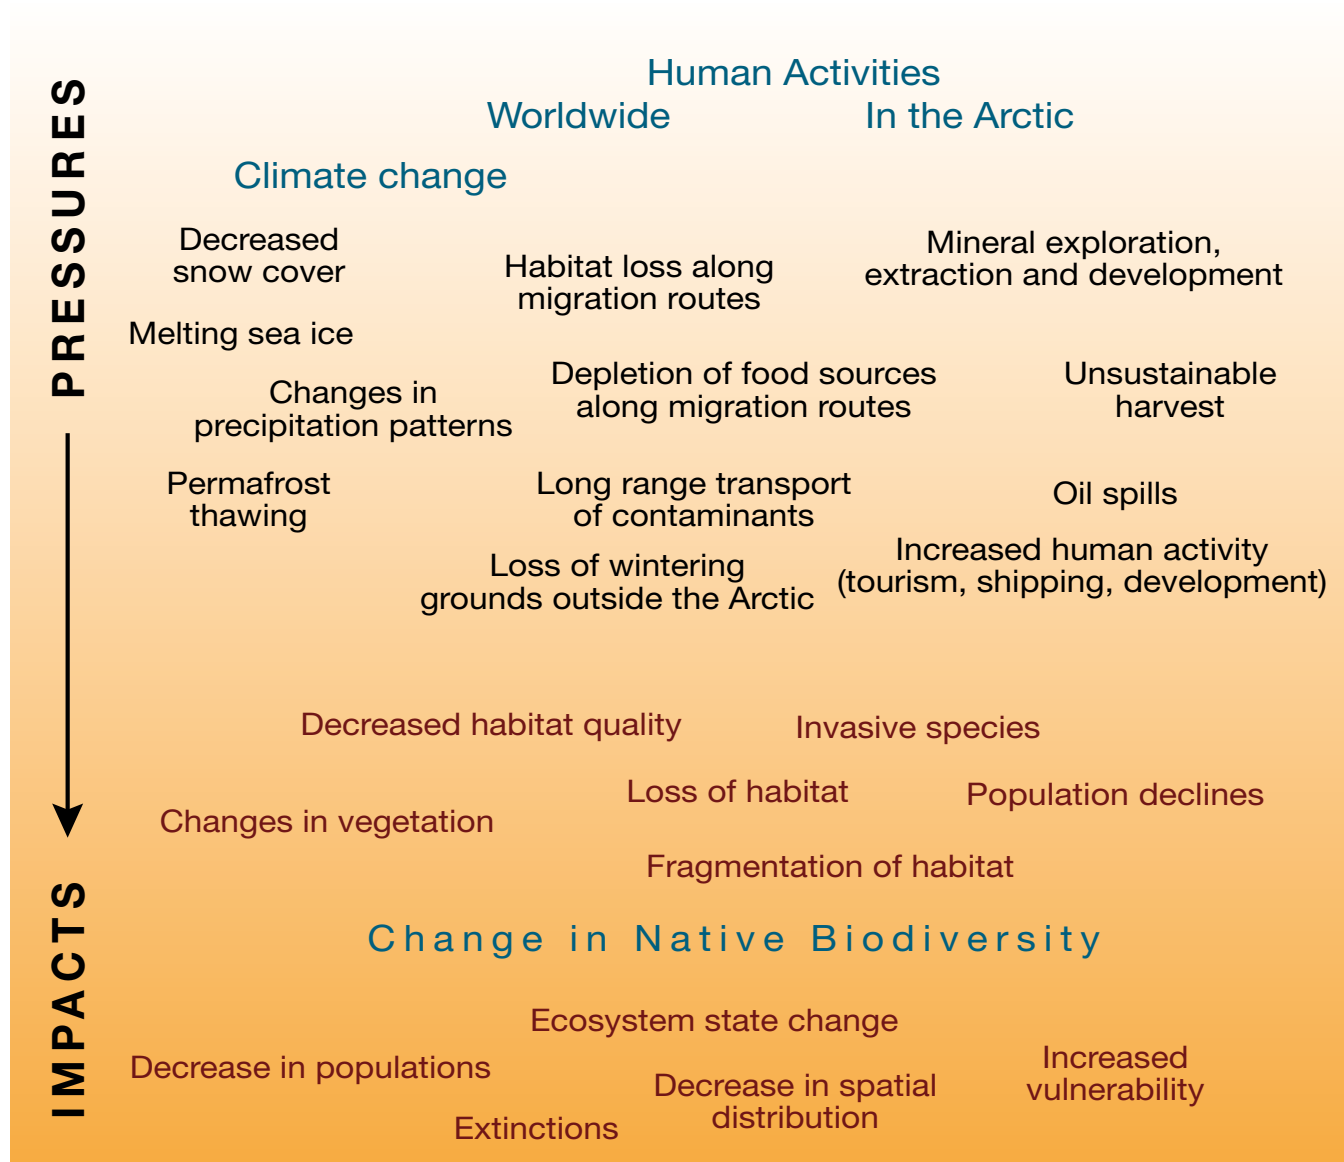 PRESSURES
Human Activities
Worldwide
In the Arctic
Climate change
Decreased
snow cover
Melting sea ice
Changes in
precipitation patterns
Permafrost
thawing
Habitat loss along
migration routes
Depletion of food sources
along migration routes
Long range transport
of contaminants
Loss of wintering
grounds outside the Arctic
Mineral exploration,
extraction and development
Unsustainable
harvest
Oil spills
Increased human activity
(tourism, shipping, development)
IMPACTS
Decreased habitat quality
Invasive species
Loss of habitat
Population declines
Changes in vegetation
Fragmentation of habitat
Change in Native Biodiversity
Ecosystem state change
Decrease in populations
Increased
vulnerability
Decrease in spatial
distribution
Extinctions